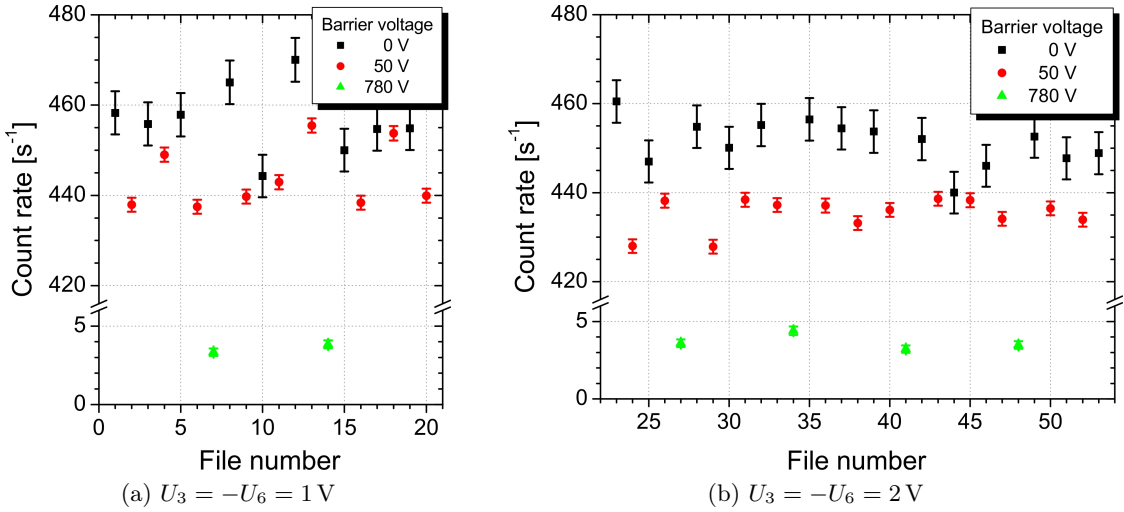 480
460
440
420
5
0
Count rate [s⁻¹]
Barrier voltage
0 V
50 V
780 V
0 5 10 15 20
File number
(a) U₃ = −U₆ = 1 V
480
460
440
420
5
0
Count rate [s⁻¹]
Barrier voltage
0 V
50 V
780 V
25 30 35 40 45 50
File number
(b) U₃ = −U₆ = 2 V